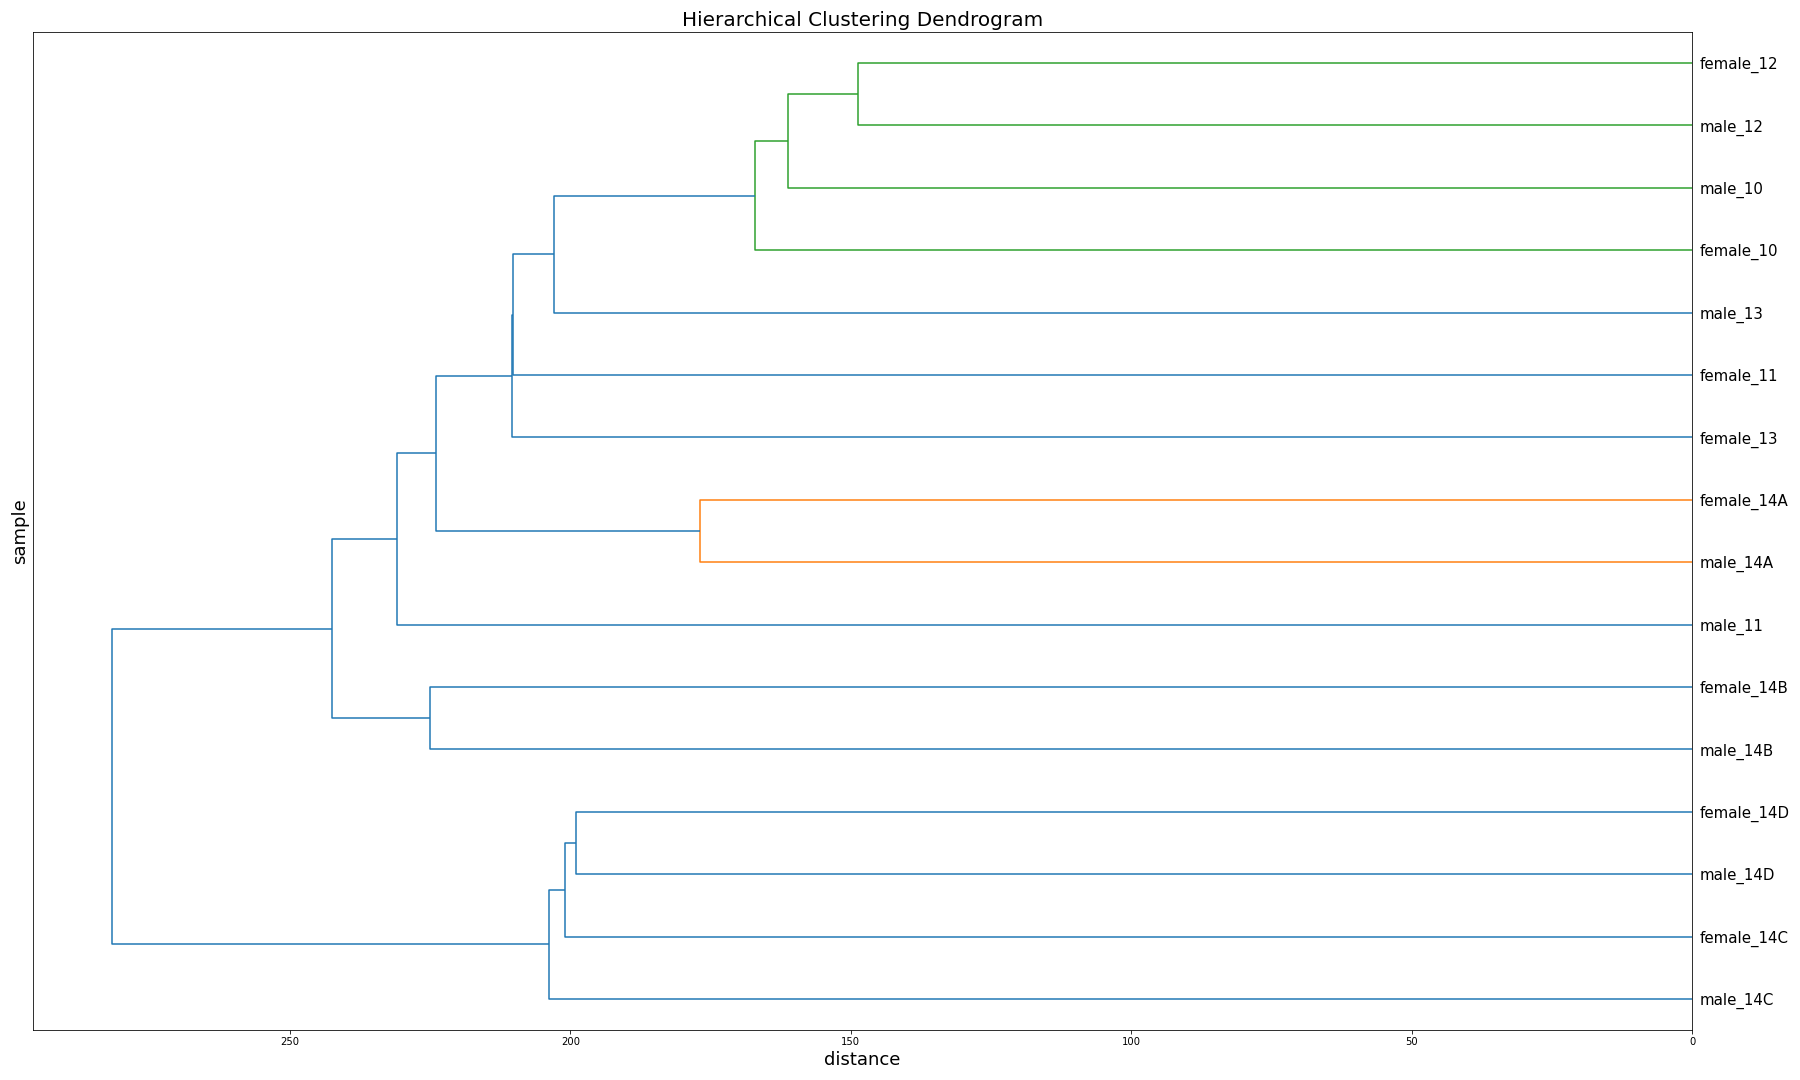 Hierarchical Clustering Dendrogram
female_12
male_12
male_10
female_10
male_13
female_11
female_13
female_14A
male_14A
male_11
female_14B
male_14B
female_14D
male_14D
female_14C
male_14C
sample
250 200 150 100 50 0
distance